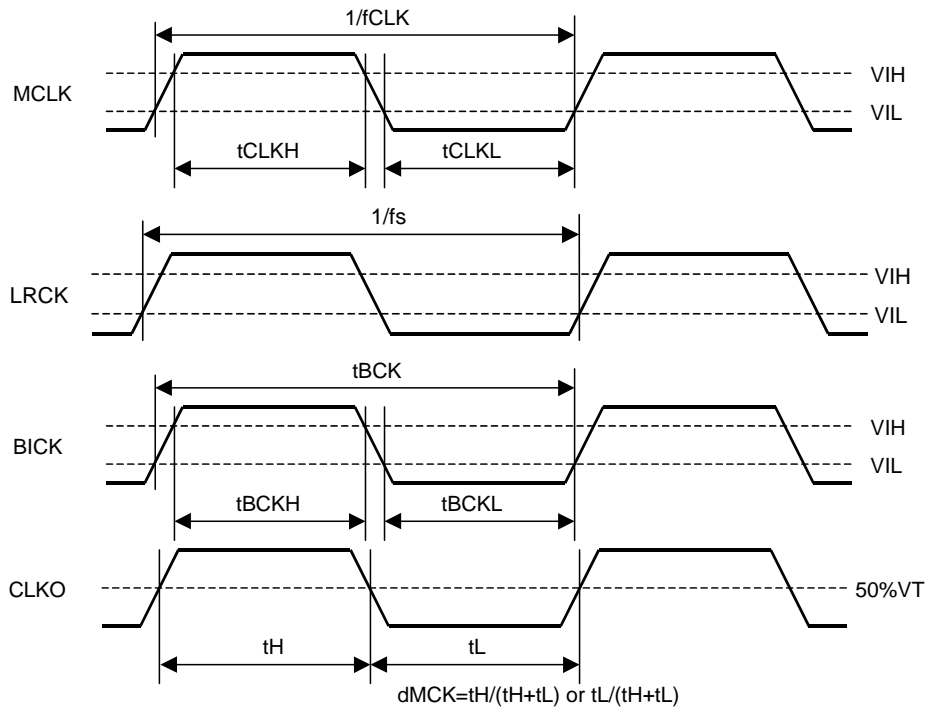 1/fCLK
MCLK
VIH
VIL
tCLKH
tCLKL
1/fs
LRCK
VIH
VIL
tBCK
BICK
VIH
VIL
tBCKH
tBCKL
CLKO
50%VT
tH
tL
dMCK=tH/(tH+tL) or tL/(tH+tL)